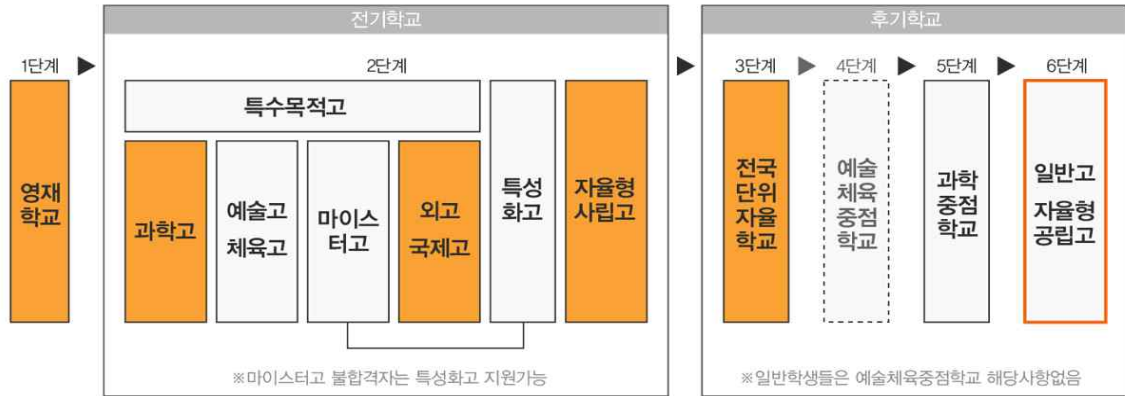 전기학교
후기학교
1단계 ▶
2단계
▶
3단계 ▶ 4단계 ▶ 5단계 ▶ 6단계
영재
학교
특수목적고
과학고
예술고
체육고
마이스
터고
외고
국제고
특성
화고
자율형
사립고
전국
단위
자율
학교
예술
체육
중점
학교
과학
중점
학교
일반고
자율형
공립고
※마이스터고 불합격자는 특성화고 지원가능
※일반학생들은 예술체육중점학교 해당사항없음